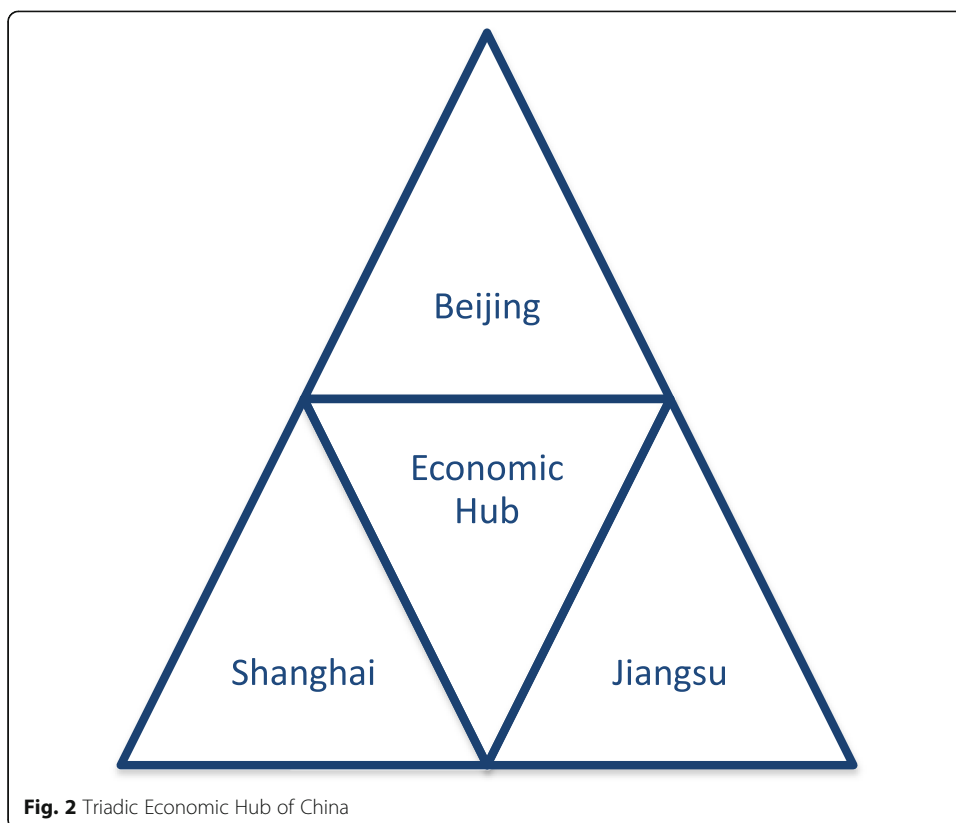 Beijing
Economic
Hub
Shanghai
Jiangsu
Fig. 2 Triadic Economic Hub of China